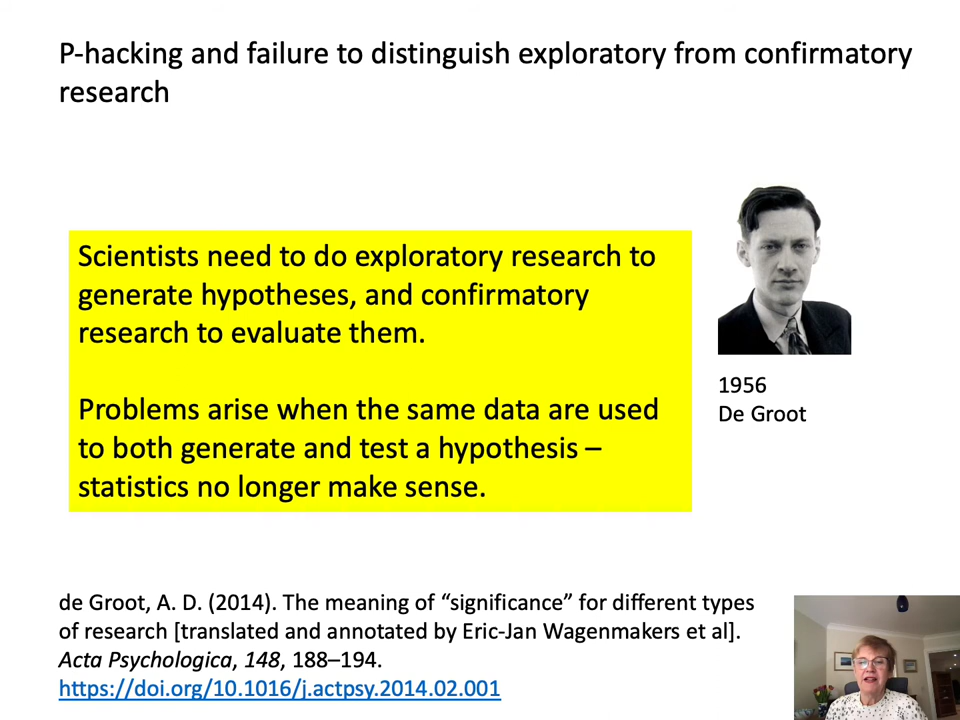 P-hacking and failure to distinguish exploratory from confirmatory
research
Scientists need to do exploratory research to
generate hypotheses, and confirmatory
research to evaluate them.
Problems arise when the same data are used
to both generate and test a hypothesis –
statistics no longer make sense.
1956
De Groot
de Groot, A. D. (2014). The meaning of “significance” for different types
of research [translated and annotated by Eric-Jan Wagenmakers et al].
Acta Psychologica, 148, 188–194.
https://doi.org/10.1016/j.actpsy.2014.02.001